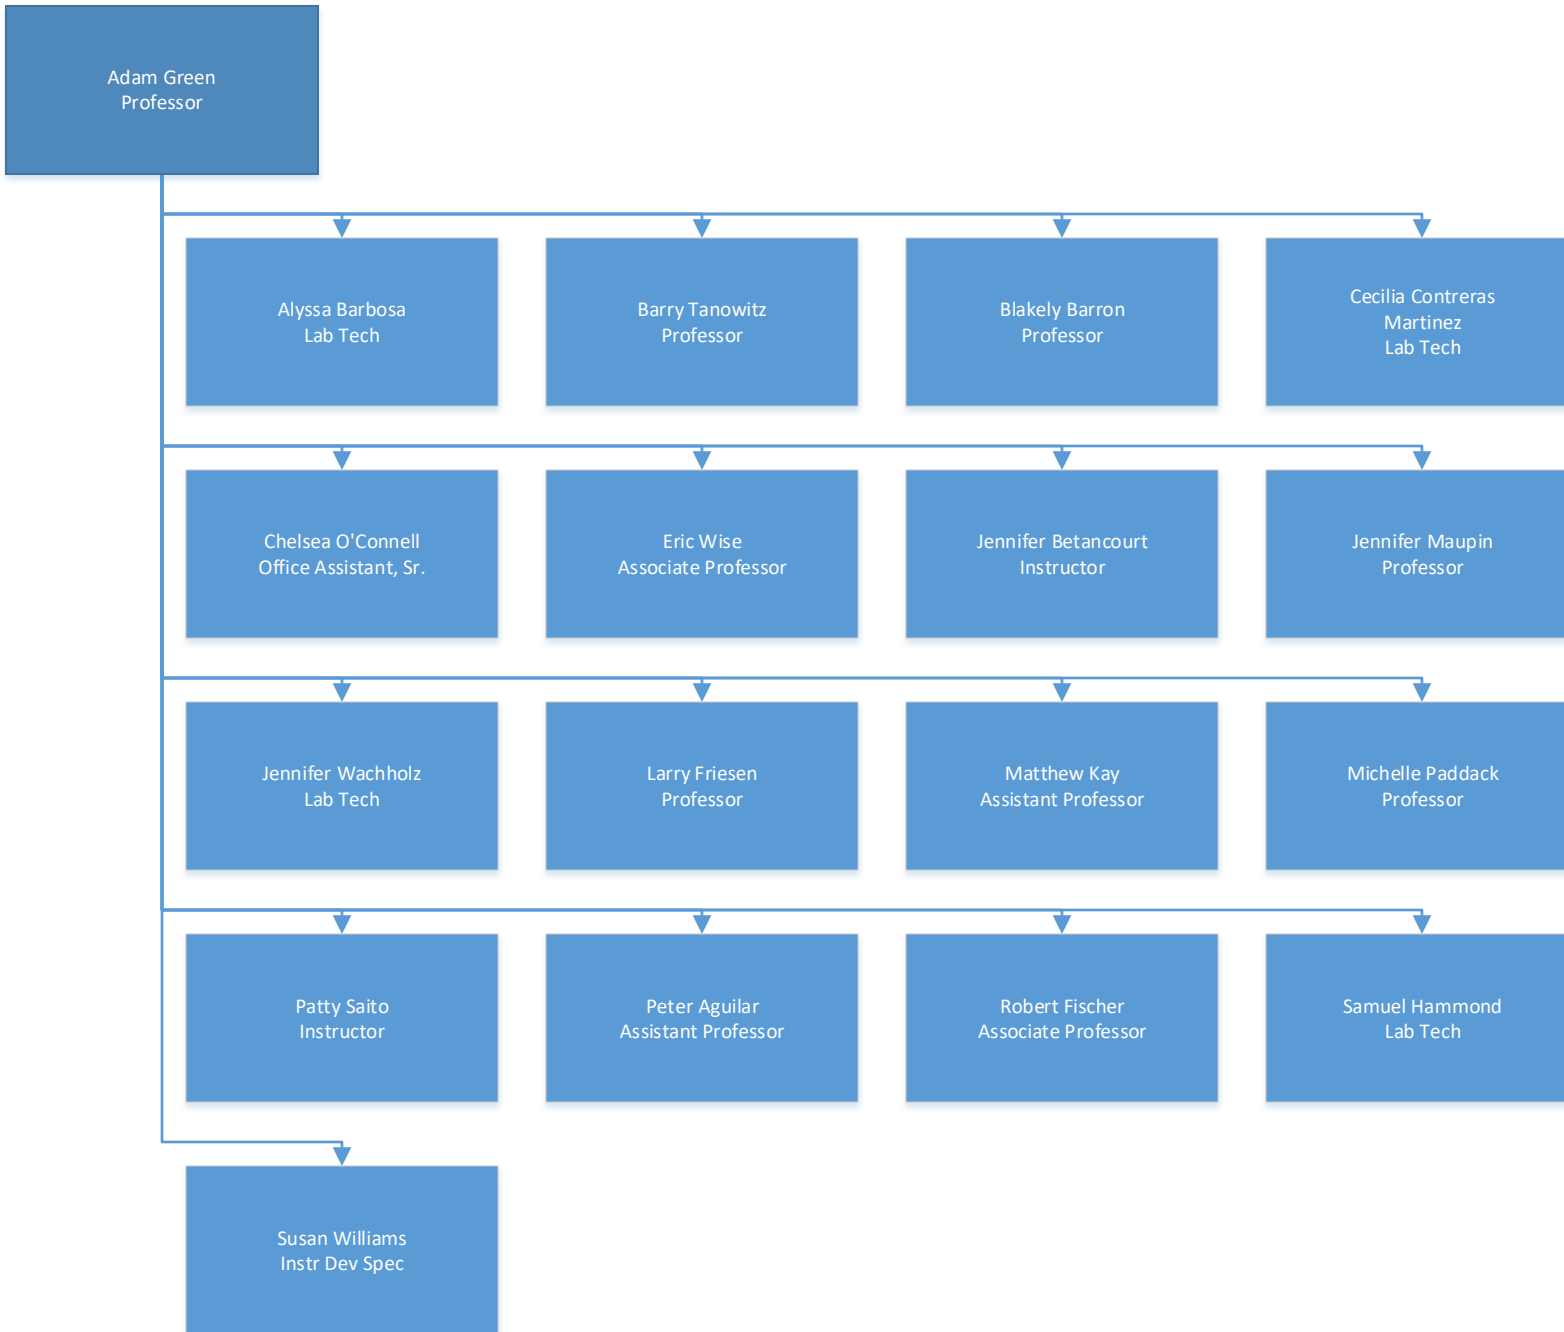 Adam Green
Professor
Alyssa Barbosa
Lab Tech
Barry Tanowitz
Professor
Blakely Barron
Professor
Cecilia Contreras
Martinez
Lab Tech
Chelsea O'Connell
Office Assistant, Sr.
Eric Wise
Associate Professor
Jennifer Betancourt
Instructor
Jennifer Maupin
Professor
Jennifer Wachholz
Lab Tech
Larry Friesen
Professor
Matthew Kay
Assistant Professor
Michelle Paddack
Professor
Patty Saito
Instructor
Peter Aguilar
Assistant Professor
Robert Fischer
Associate Professor
Samuel Hammond
Lab Tech
Susan Williams
Instr Dev Spec